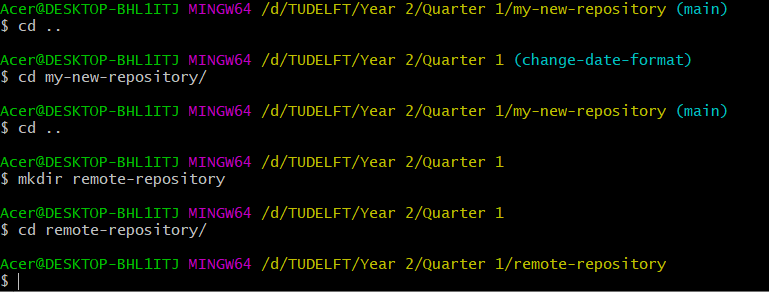 Acer@DESKTOP-BHL1ITJ MINGW64 /d/TUDELFT/Year 2/Quarter 1/my-new-repository (main)
$ cd ..
Acer@DESKTOP-BHL1ITJ MINGW64 /d/TUDELFT/Year 2/Quarter 1 (change-date-format)
$ cd my-new-repository/
Acer@DESKTOP-BHL1ITJ MINGW64 /d/TUDELFT/Year 2/Quarter 1/my-new-repository (main)
$ cd ..
Acer@DESKTOP-BHL1ITJ MINGW64 /d/TUDELFT/Year 2/Quarter 1
$ mkdir remote-repository
Acer@DESKTOP-BHL1ITJ MINGW64 /d/TUDELFT/Year 2/Quarter 1
$ cd remote-repository/
Acer@DESKTOP-BHL1ITJ MINGW64 /d/TUDELFT/Year 2/Quarter 1/remote-repository
$